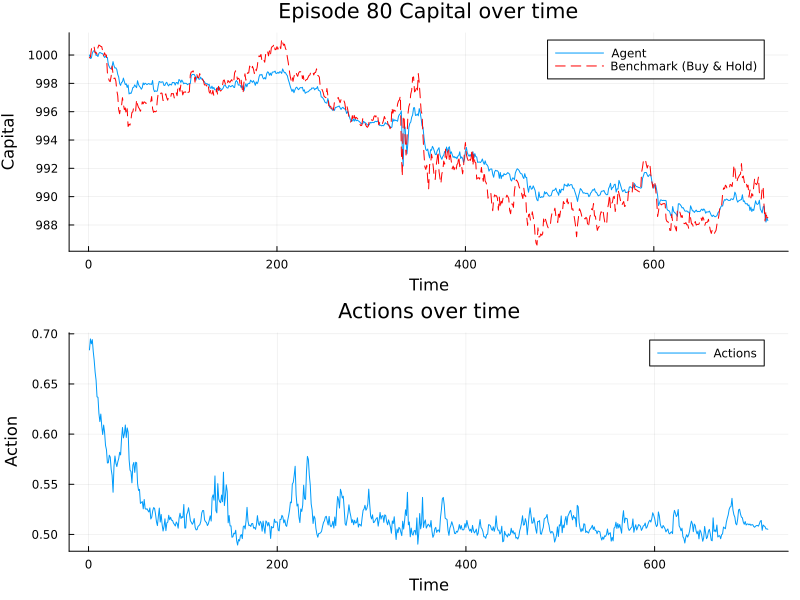 Episode 80 Capital over time
Capital
1000
998
996
994
992
990
988
Agent
Benchmark (Buy & Hold)
0
200
400
600
Time
Actions over time
Action
0.70
0.65
0.60
0.55
0.50
Actions
0
200
400
600
Time